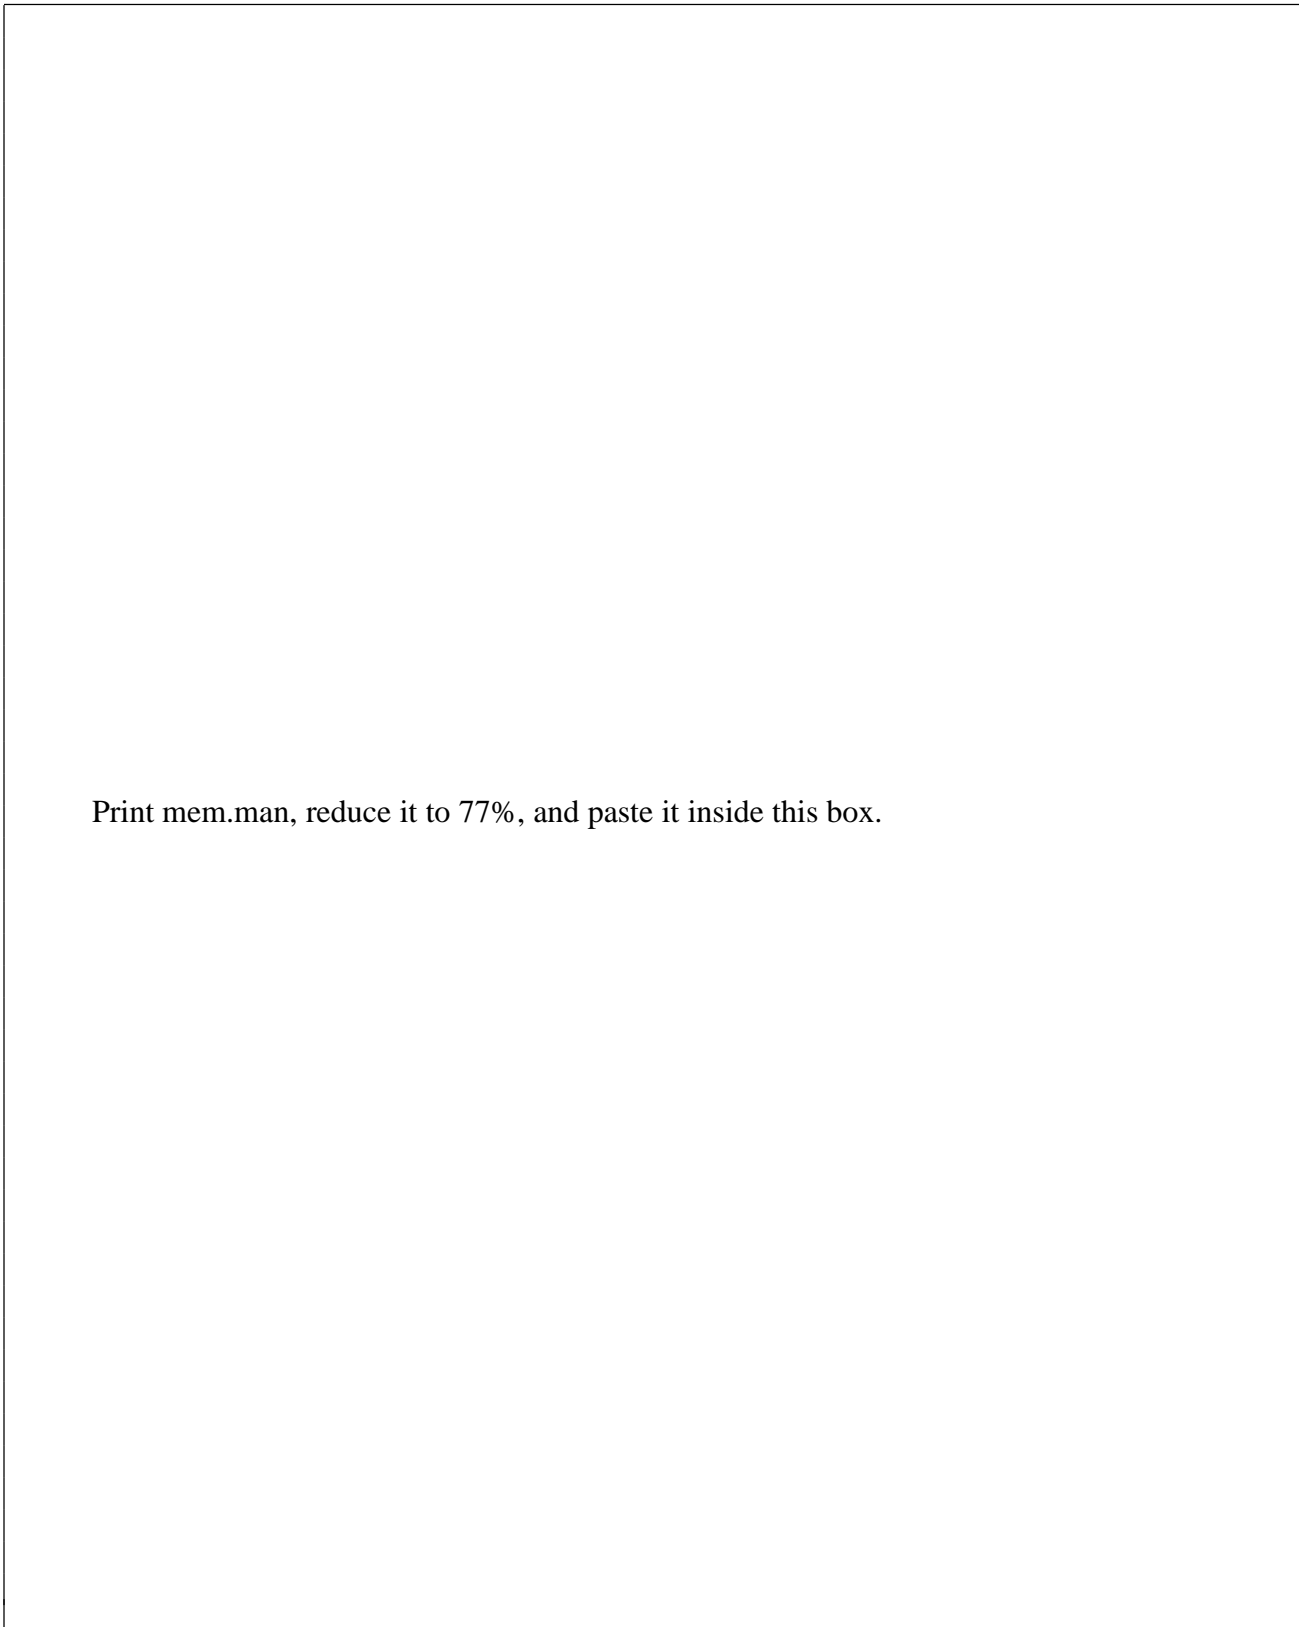 Print mem.man, reduce it to 77%, and paste it inside this box.